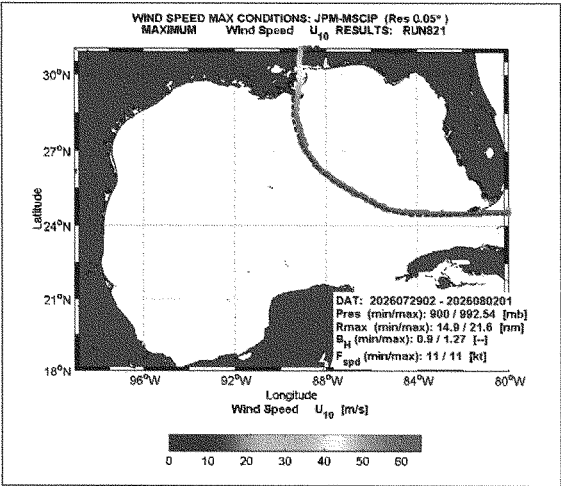 WIND SPEED MAX CONDITIONS: JPM-MSCIP (Res 0.05°)
MAXIMUM Wind Speed U10 RESULTS: RUN821
30°N
27°N
24°N
21°N
18°N
Latitude
DAT: 2026072902 - 2026080201
Pres (min/max): 900 / 992.54 [mb]
Rmax (min/max): 14.9 / 21.6 [nm]
BH (min/max): 0.9 / 1.27 [--]
Fspd (min/max): 11 / 11 [kt]
96°W 92°W 88°W 84°W 80°W
Longitude
Wind Speed U10 [m/s]
0 10 20 30 40 50 60